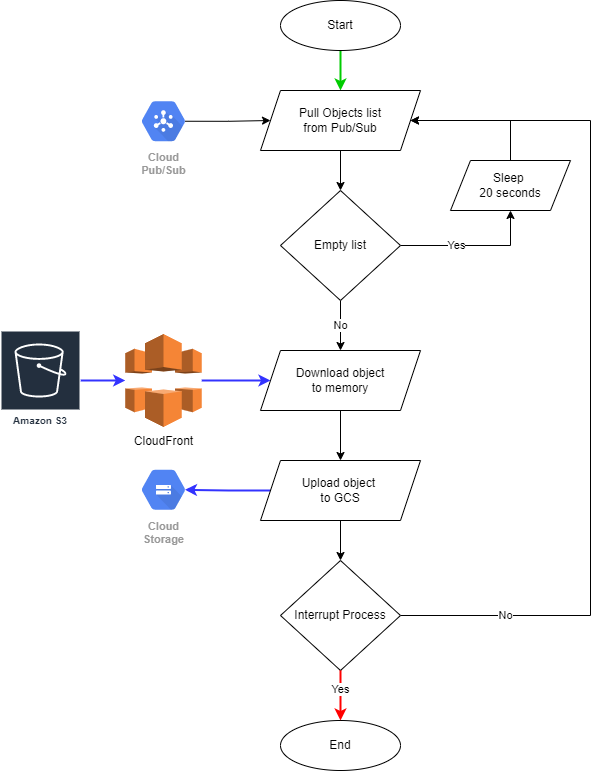 Start
Pull Objects list
from Pub/Sub
Cloud
Pub/Sub
Sleep
20 seconds
Empty list
Yes
No
Download object
to memory
Amazon S3
CloudFront
Upload object
to GCS
Cloud
Storage
Interrupt Process
No
Yes
End